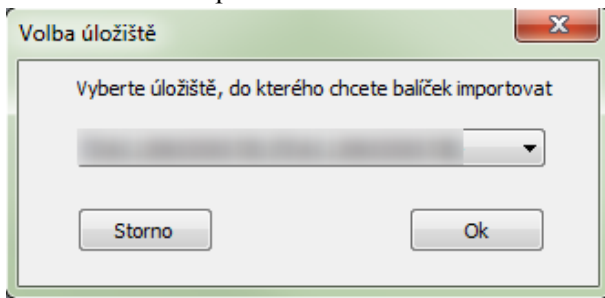 Volba úložiště
Vyberte úložiště, do kterého chcete balíček importovat
Storno
Ok